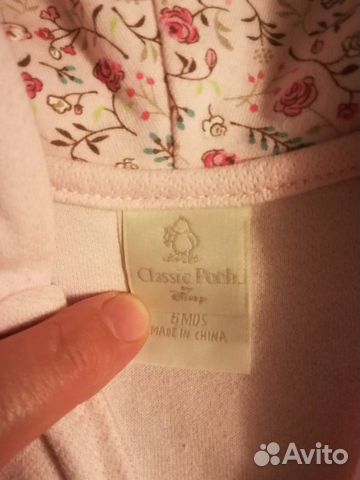 Classic Pooh
by
Disney
6MOS
MADE IN CHINA
Avito